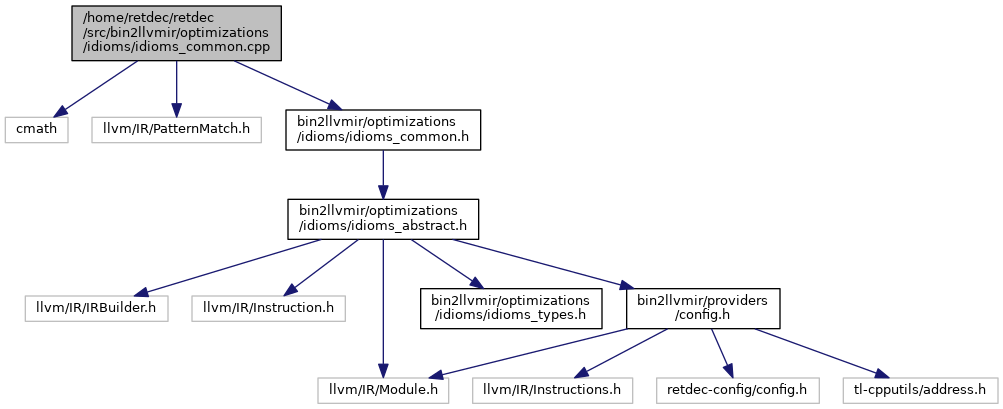 /home/retdec/retdec
/src/bin2llvmir/optimizations
/idioms/idioms_common.cpp
cmath
llvm/IR/PatternMatch.h
bin2llvmir/optimizations
/idioms/idioms_common.h
bin2llvmir/optimizations
/idioms/idioms_abstract.h
llvm/IR/IRBuilder.h
llvm/IR/Instruction.h
bin2llvmir/optimizations
/idioms/idioms_types.h
bin2llvmir/providers
/config.h
llvm/IR/Module.h
llvm/IR/Instructions.h
retdec-config/config.h
tl-cpputils/address.h